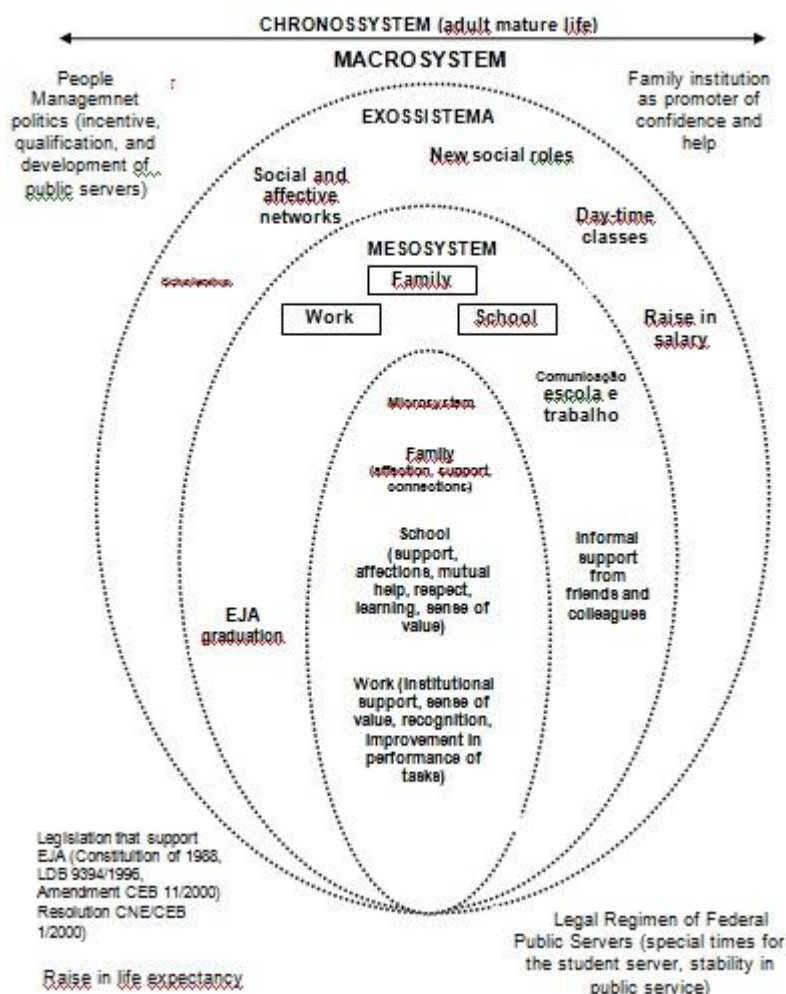 CHRONOSSYSTEM (adult mature life)
MACROSYSTEM
People
Managemnet
politics (incentive,
qualification, and
development of
public servers)
r
Family institution
as promoter of
confidence and
help
EXOSSISTEMA
New social roles
Social and
affective
networks
Day-time
classes
MESOSYSTEM
Family
Work
School
Raise in
salary
Comunicação
escola e
trabalho
Microsystem
Family
(affection, support,
connections)
School
(support,
affections, mutual
help, respect,
learning, sense of
value)
Informal
support
from
friends and
colleagues
EJA
graduation
Work (Institutional
support, sense of
value, recognition,
improvement in
performance of
tasks)
Legislation that support
EJA (Constituition of 1988,
LDB 9394/1996,
Amendment CEB 11/2000)
Resolution CNE/CEB
1/2000)
Raise in life expectancy
Legal Regimen of Federal
Public Servers (special times for
the student server, stability in
public service)